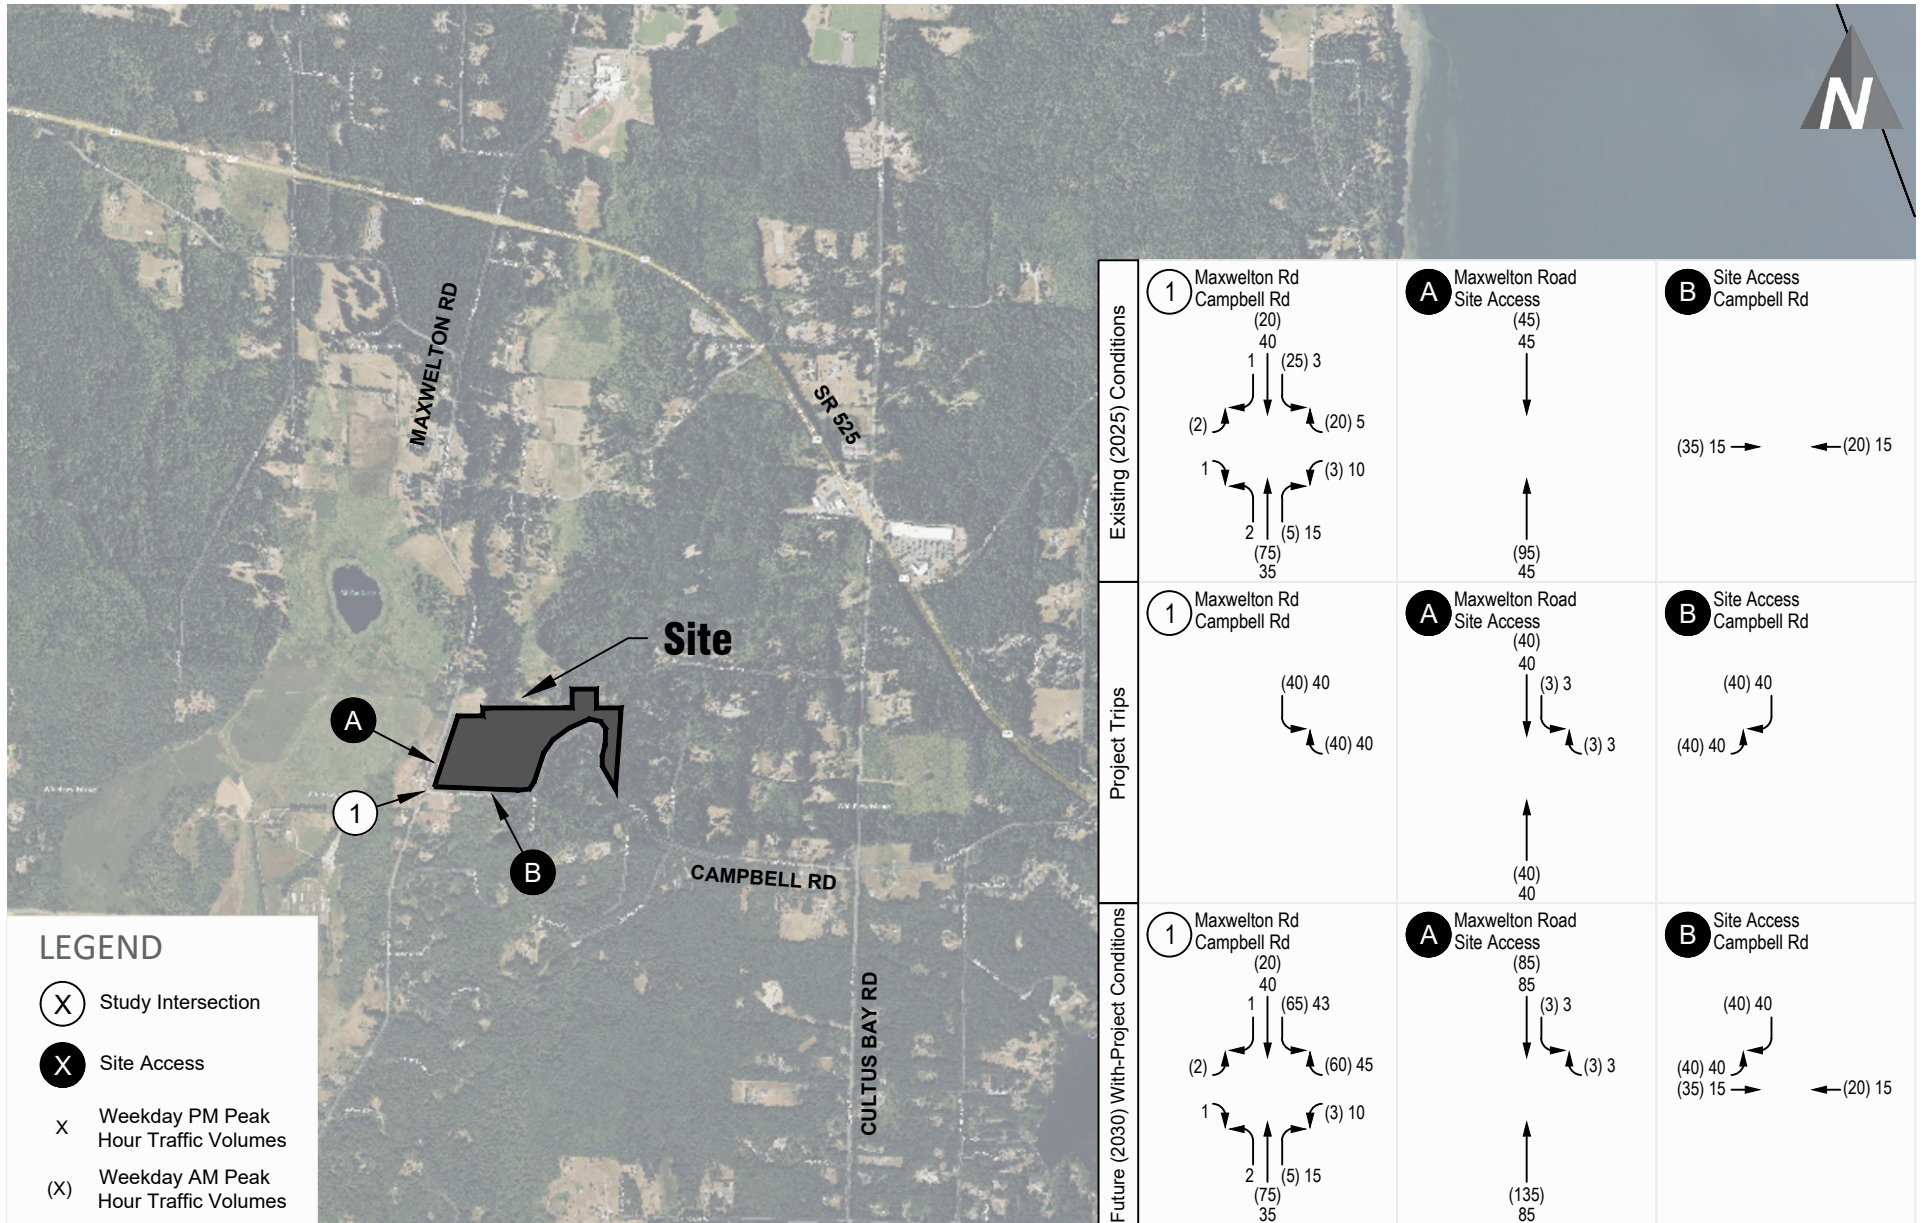 N
MAXWELTON RD
SR 525
Site
A
1
B
CAMPBELL RD
CULTUS BAY RD
LEGEND
X Study Intersection
X Site Access
X Weekday PM Peak
Hour Traffic Volumes
(X) Weekday AM Peak
Hour Traffic Volumes
Existing (2025) Conditions
1 Maxwelton Rd
Campbell Rd
(20)
40
1 (25) 3
(2) (20) 5
1 (3) 10
2 (5) 15
(75)
35
A Maxwelton Road
Site Access
(45)
45
(95)
45
B Site Access
Campbell Rd
(35) 15 (20) 15
Project Trips
1 Maxwelton Rd
Campbell Rd
(40) 40
(40) 40
A Maxwelton Road
Site Access
(40)
40
(3) 3
(3) 3
(40)
40
B Site Access
Campbell Rd
(40) 40
(40) 40
Future (2030) With-Project Conditions
1 Maxwelton Rd
Campbell Rd
(20)
40
1 (65) 43
(2) (60) 45
1 (3) 10
2 (5) 15
(75)
35
A Maxwelton Road
Site Access
(85)
85
(3) 3
(3) 3
(135)
85
B Site Access
Campbell Rd
(40) 40
(40) 40
(35) 15 (20) 15